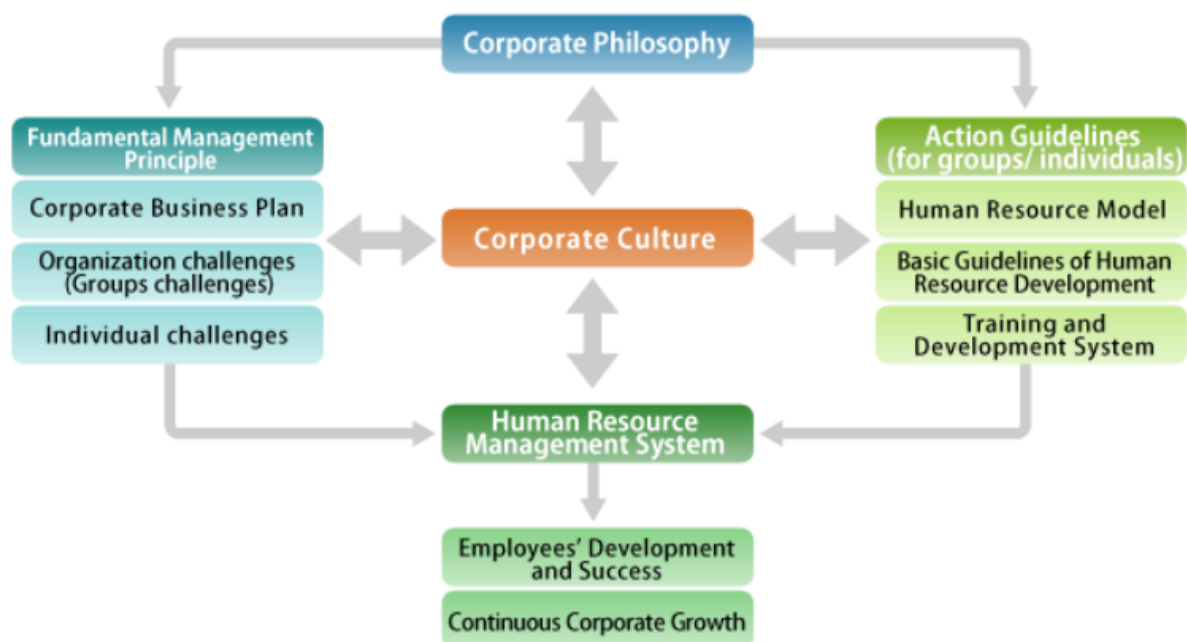 Corporate Philosophy
Fundamental Management
Principle
Corporate Business Plan
Organization challenges
(Groups challenges)
Individual challenges
Corporate Culture
Action Guidelines
(for groups/ individuals)
Human Resource Model
Basic Guidelines of Human
Resource Development
Training and
Development System
Human Resource
Management System
Employees’ Development
and Success
Continuous Corporate Growth